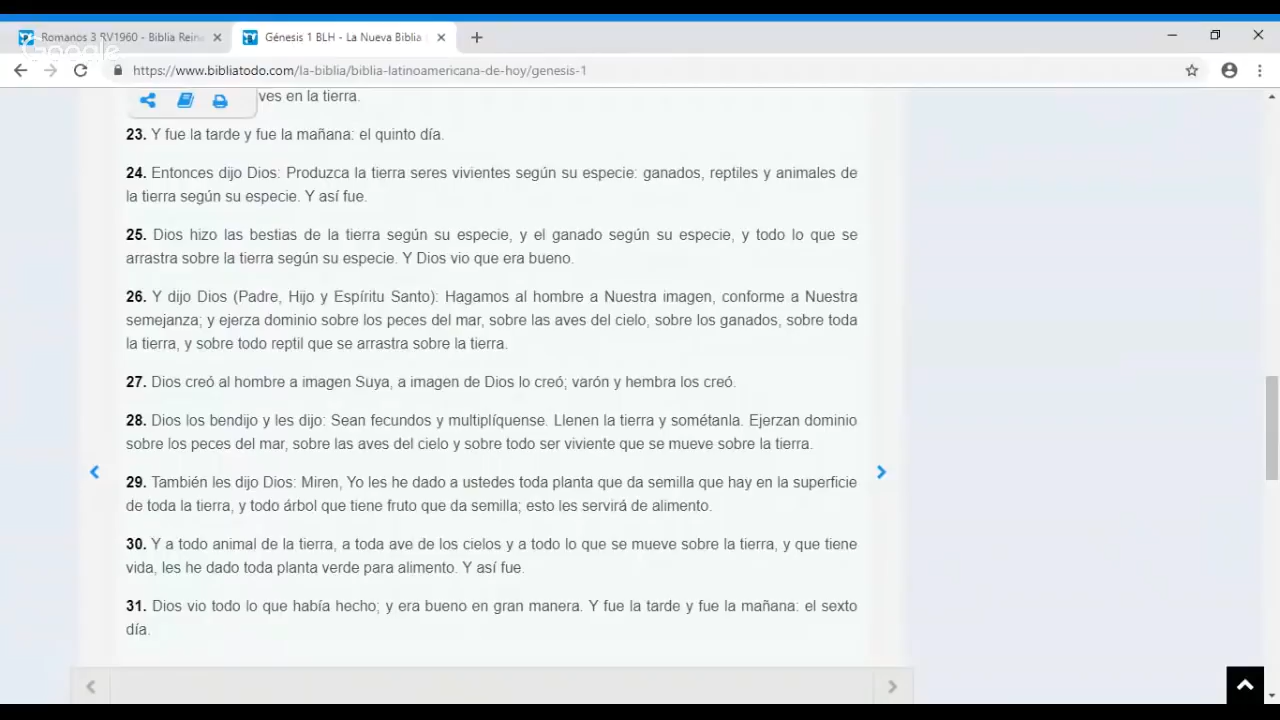 Romanos 3 RV1960 - Biblia Rein
Génesis 1 BLH - La Nueva Biblia
Google
https://www.bibliatodo.com/la-biblia/biblia-latinoamericana-de-hoy/genesis-1
ves en la tierra.
23. Y fue la tarde y fue la mañana: el quinto día.
24. Entonces dijo Dios. Produzca la tierra seres vivientes según su especie: ganados, reptiles y animales de
la tierra según su especie. Y así fue.
25. Dios hizo las bestias de la tierra según su especie, y el ganado según su especie, y todo lo que se
arrastra sobre la tierra según su especie. Y Dios vio que era bueno.
26. Y dijo Dios (Padre, Hijo y Espíritu Santo): Hagamos al hombre a Nuestra imagen, conforme a Nuestra
semejanza; y ejerza dominio sobre los peces del mar, sobre las aves del cielo, sobre los ganados, sobre toda
la tierra, y sobre todo reptil que se arrastra sobre la tierra.
27. Dios creó al hombre a imagen Suya, a imagen de Dios lo creó; varón y hembra los creó.
28. Dios los bendijo y les dijo: Sean fecundos y multiplíquense. Llenen la tierra y sométanla. Ejerzan dominio
sobre los peces del mar, sobre las aves del cielo y sobre todo ser viviente que se mueve sobre la tierra.
29. También les dijo Dios: Miren, Yo les he dado a ustedes toda planta que da semilla que hay en la superficie
de toda la tierra, y todo árbol que tiene fruto que da semilla; esto les servirá de alimento.
30. Y a todo animal de la tierra, a toda ave de los cielos y a todo lo que se mueve sobre la tierra, y que tiene
vida, les he dado toda planta verde para alimento. Y así fue.
31. Dios vio todo lo que había hecho; y era bueno en gran manera. Y fue la tarde y fue la mañana: el sexto
día.